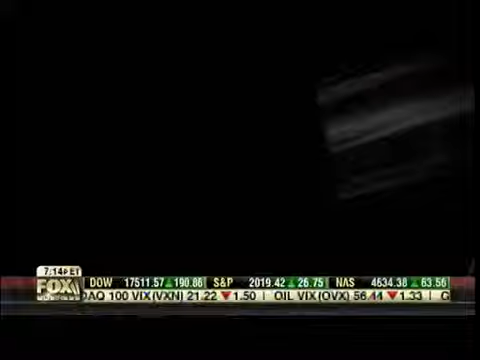 7:14P ET
FOX
DOW 17511.57 190.86 S&P 2019.42 26.75 NAS 4634.38 63.56
DAQ 100 VIX(VXN) 21.22 1.50 | OIL VIX(OVX) 56.44 1.33 |